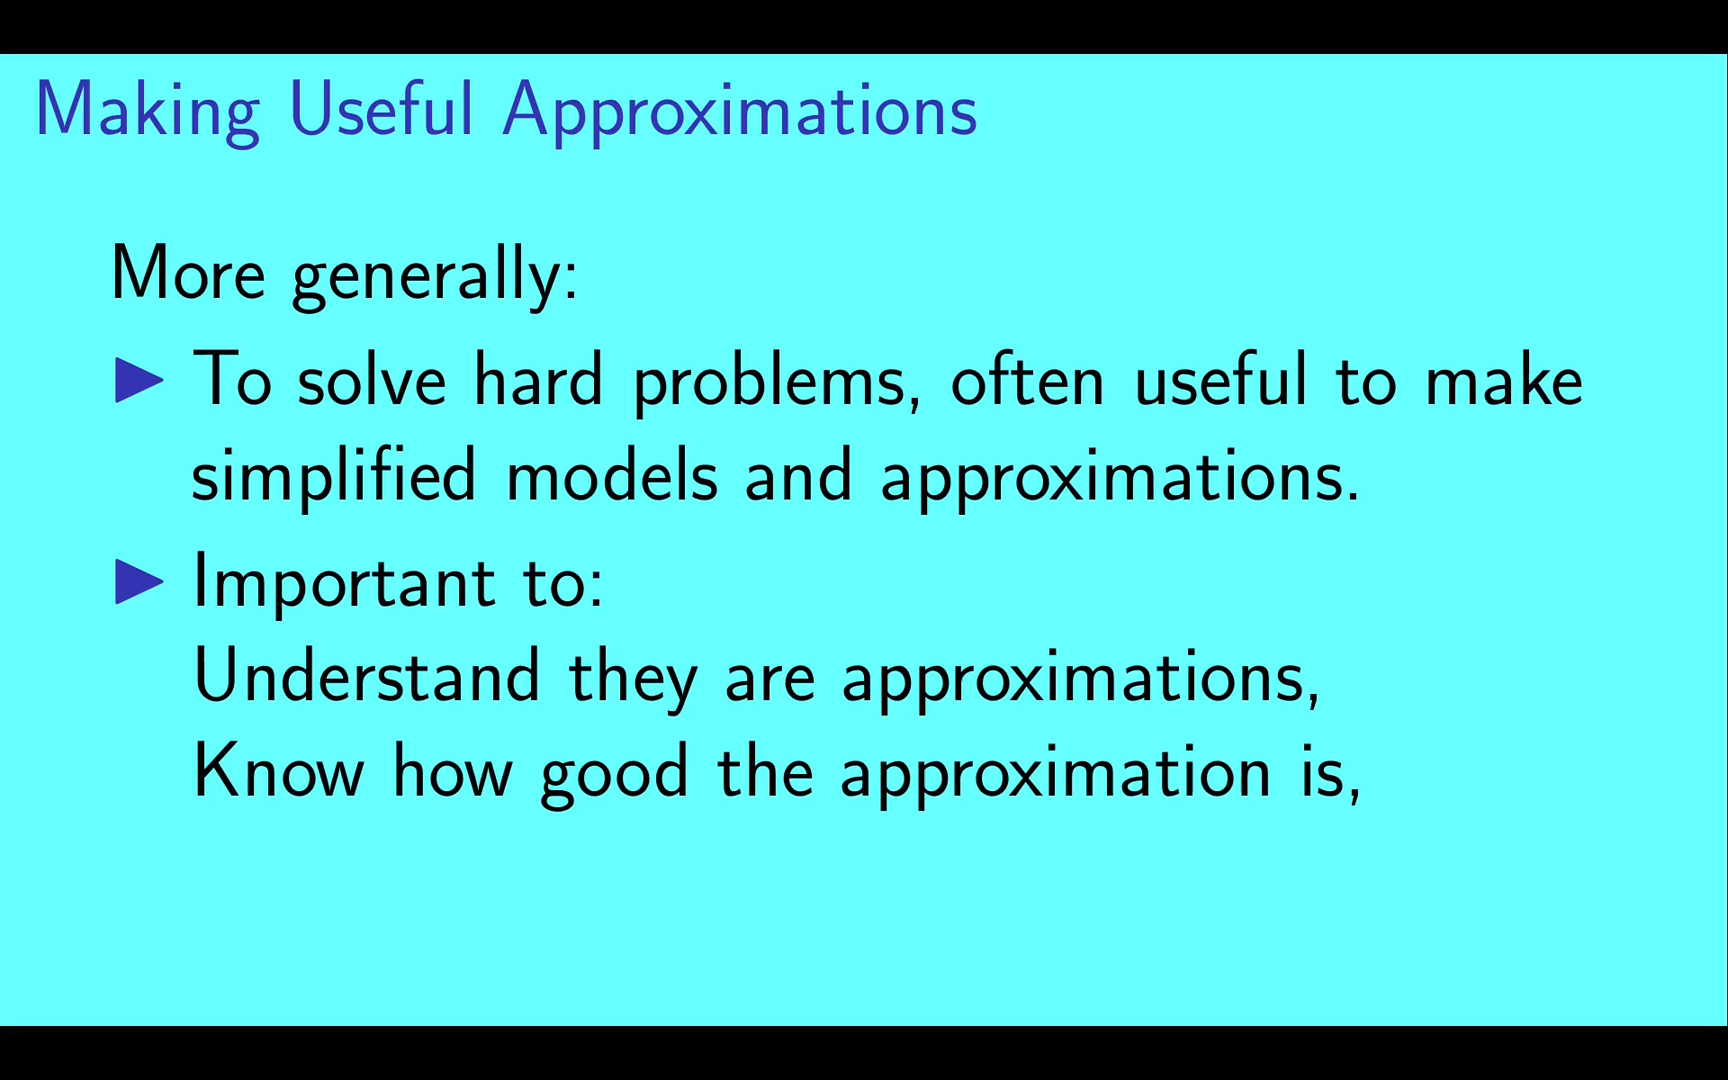 Making Useful Approximations
More generally:
To solve hard problems, often useful to make
simplified models and approximations.
Important to:
Understand they are approximations,
Know how good the approximation is,